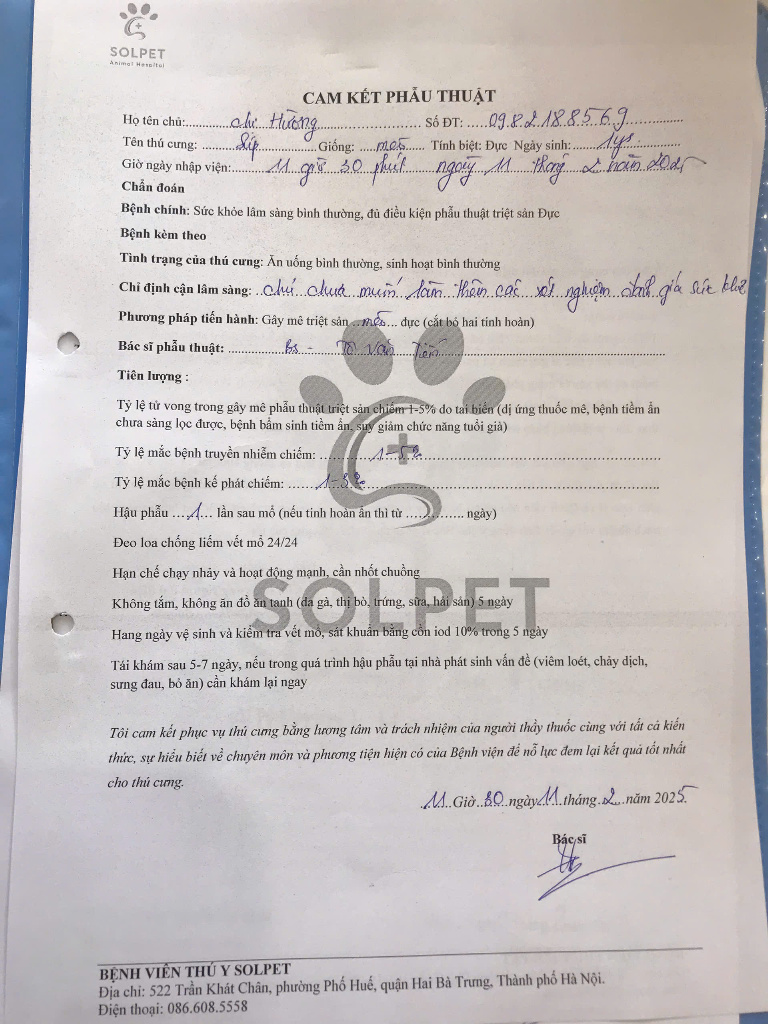 SOLPET
Animal Hospital
CAM KẾT PHẪU THUẬT
Họ tên chủ: chị Hường Số ĐT: 0982188569
Tên thú cưng: Síp Giống: mèo Tính biệt: Đực Ngày sinh: 1ys
Giờ ngày nhập viện: 11 giờ 30 phút ngày 11 tháng 2 năm 2025
Chẩn đoán
Bệnh chính: Sức khỏe lâm sàng bình thường, đủ điều kiện phẫu thuật triệt sản Đực
Bệnh kèm theo
Tình trạng của thú cưng: Ăn uống bình thường, sinh hoạt bình thường
Chỉ định cận lâm sàng: chủ chưa muốn làm thêm các xét nghiệm đánh giá sức khoẻ
Phương pháp tiến hành: Gây mê triệt sản mèo đực (cắt bỏ hai tinh hoàn)
Bác sĩ phẫu thuật: Bs - Tô Văn Tiến
Tiên lượng :
Tỷ lệ tử vong trong gây mê phẫu thuật triệt sản chiếm 1-5% do tai biến (dị ứng thuốc mê, bệnh tiềm ẩn
chưa sàng lọc được, bệnh bẩm sinh tiềm ẩn, suy giảm chức năng tuổi già)
Tỷ lệ mắc bệnh truyền nhiễm chiếm: 1-5%
Tỷ lệ mắc bệnh kế phát chiếm: 1-3%
Hậu phẫu 1 lần sau mổ (nếu tinh hoàn ẩn thì từ ngày)
Đeo loa chống liếm vết mổ 24/24
Hạn chế chạy nhảy và hoạt động mạnh, cần nhốt chuồng
Không tắm, không ăn đồ ăn tanh (da gà, thịt bò, trứng, sữa, hải sản) 5 ngày
SOLPET
Hang ngày vệ sinh và kiểm tra vết mổ, sát khuẩn bằng cồn iod 10% trong 5 ngày
Tái khám sau 5-7 ngày, nếu trong quá trình hậu phẫu tại nhà phát sinh vấn đề (viêm loét, chảy dịch,
sưng đau, bỏ ăn) cần khám lại ngay
Tôi cam kết phục vụ thú cưng bằng lương tâm và trách nhiệm của người thầy thuốc cùng với tất cả kiến
thức, sự hiểu biết về chuyên môn và phương tiện hiện có của Bệnh viện để nỗ lực đem lại kết quả tốt nhất
cho thú cưng.
11 Giờ 30 ngày 11 tháng 2 năm 2025
Bác sĩ
BỆNH VIỆN THÚ Y SOLPET
Địa chỉ: 522 Trần Khát Chân, phường Phố Huế, quận Hai Bà Trưng, Thành phố Hà Nội.
Điện thoại: 086.608.5558